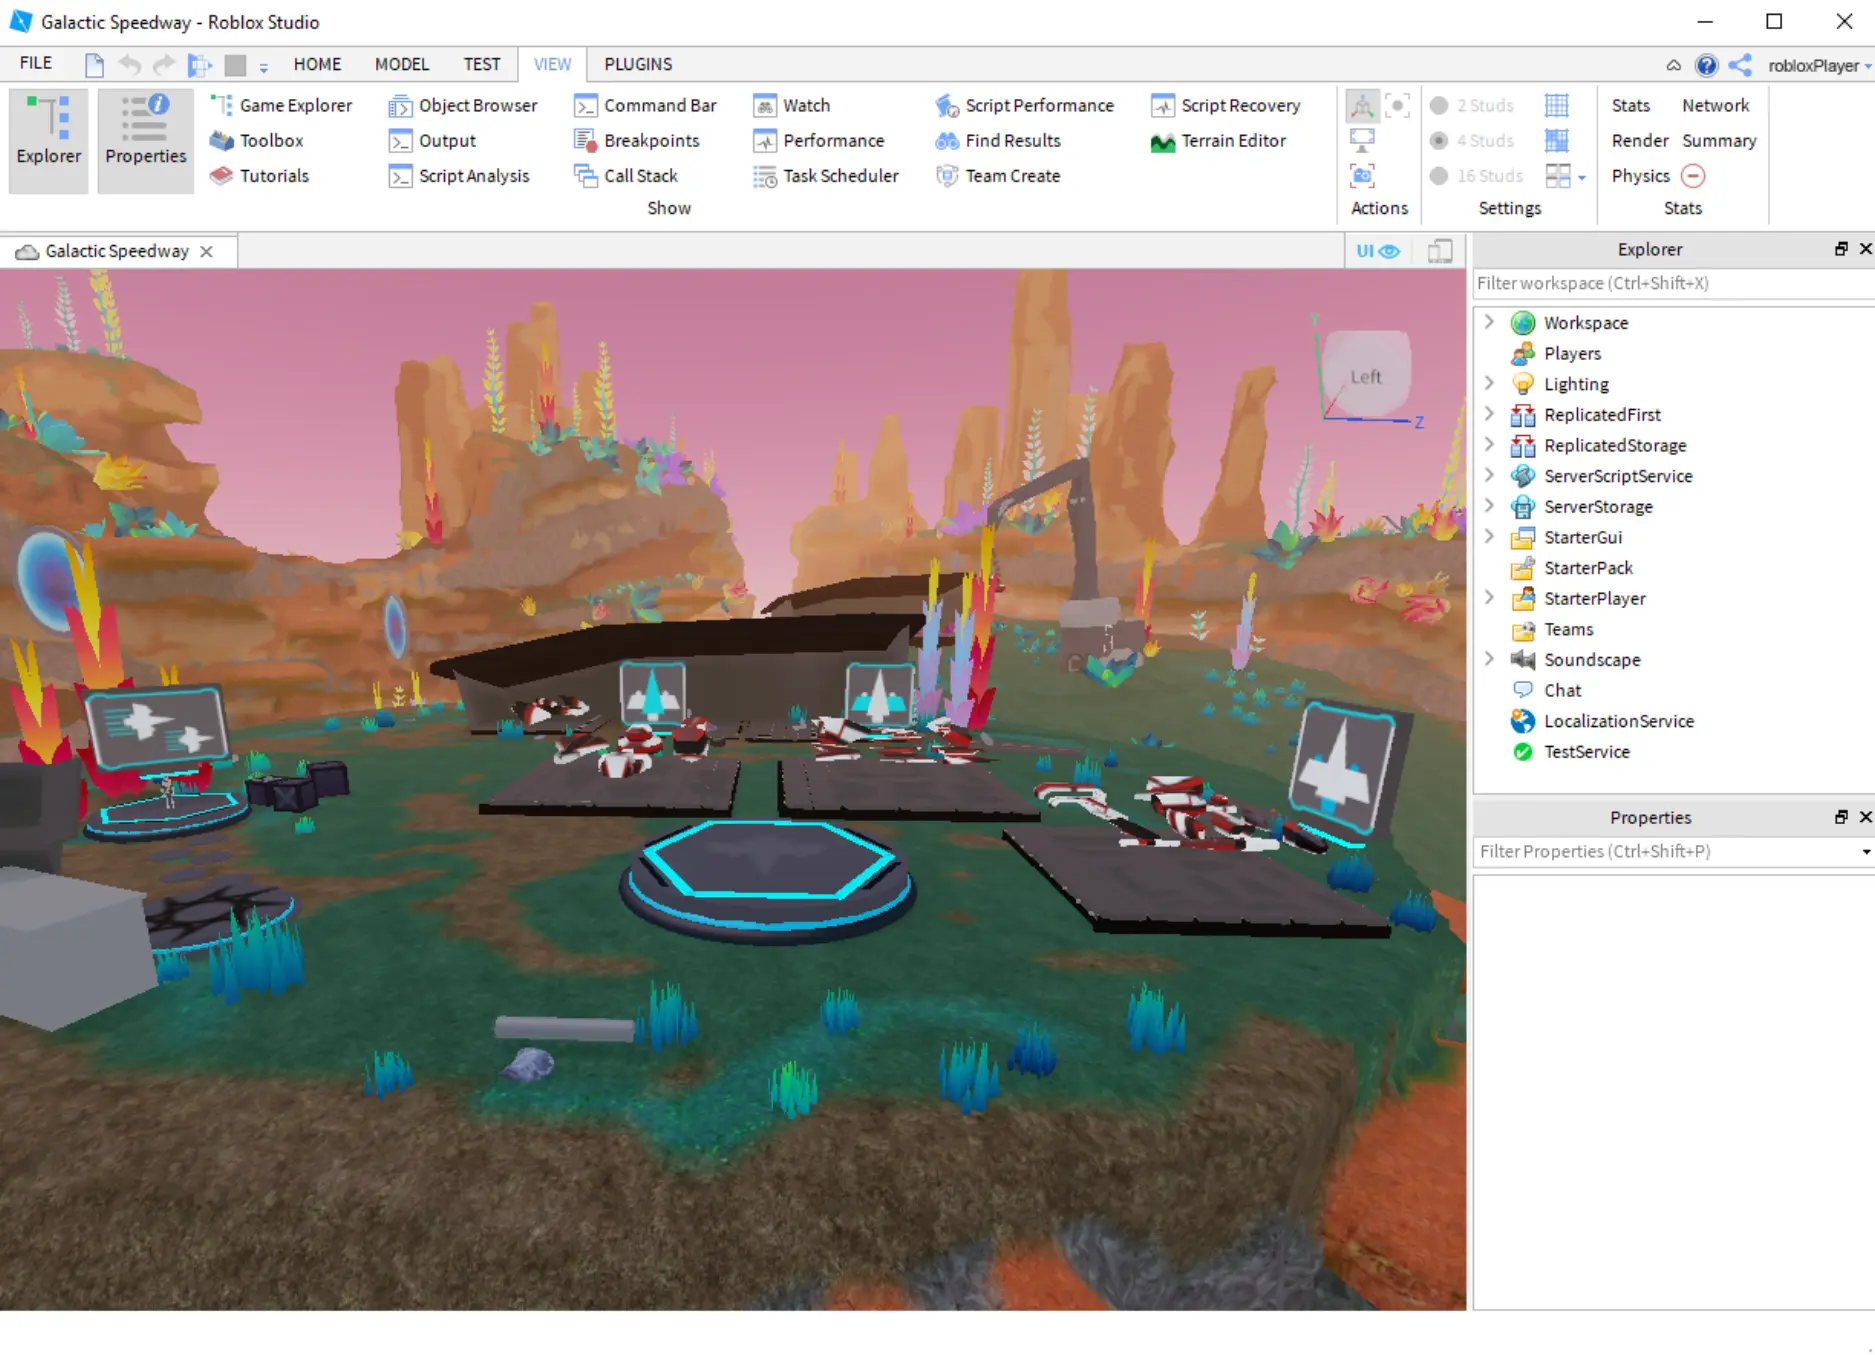 Galactic Speedway - Roblox Studio
FILE HOME MODEL TEST VIEW PLUGINS robloxPlayer
Explorer
Properties
Game Explorer
Toolbox
Tutorials
Object Browser
Output
Script Analysis
Command Bar
Breakpoints
Call Stack
Watch
Performance
Task Scheduler
Script Performance
Find Results
Team Create
Script Recovery
Terrain Editor
Show
Actions
2 Studs
4 Studs
16 Studs
Settings
Stats Network
Render Summary
Physics
Stats
Galactic Speedway
UI
Y
Left
Z
Explorer
Filter workspace (Ctrl+Shift+X)
Workspace
Players
Lighting
ReplicatedFirst
ReplicatedStorage
ServerScriptService
ServerStorage
StarterGui
StarterPack
StarterPlayer
Teams
Soundscape
Chat
LocalizationService
TestService
Properties
Filter Properties (Ctrl+Shift+P)